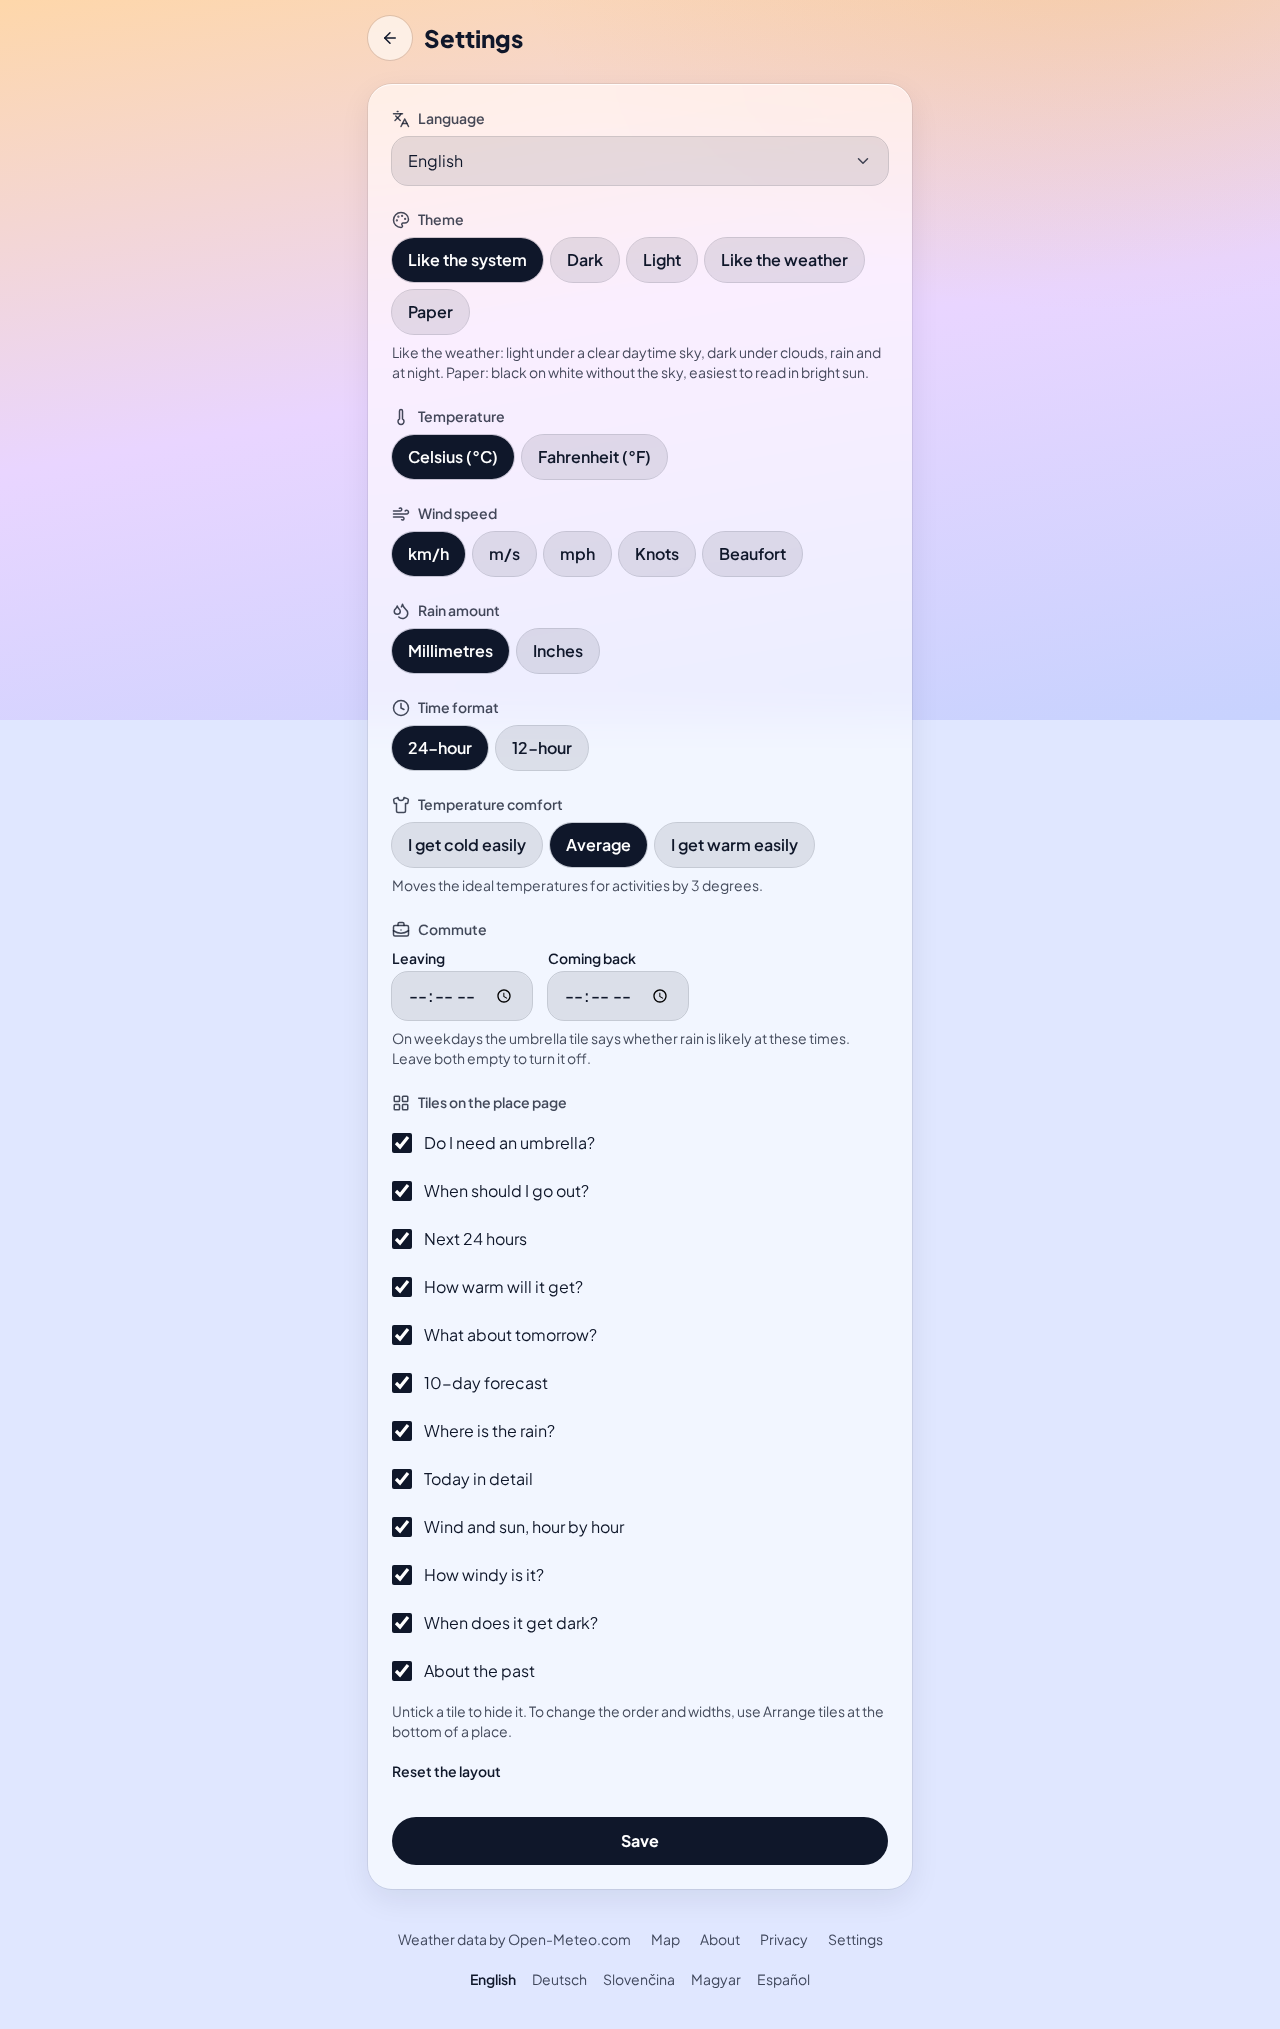 Settings
Language
English
Theme
Like the system
Dark
Light
Like the weather
Paper
Like the weather: light under a clear daytime sky, dark under clouds, rain and
at night. Paper: black on white without the sky, easiest to read in bright sun.
Temperature
Celsius (°C)
Fahrenheit (°F)
Wind speed
km/h
m/s
mph
Knots
Beaufort
Rain amount
Millimetres
Inches
Time format
24-hour
12-hour
Temperature comfort
I get cold easily
Average
I get warm easily
Moves the ideal temperatures for activities by 3 degrees.
Commute
Leaving
Coming back
--:-- --
--:-- --
On weekdays the umbrella tile says whether rain is likely at these times.
Leave both empty to turn it off.
Tiles on the place page
Do I need an umbrella?
When should I go out?
Next 24 hours
How warm will it get?
What about tomorrow?
10-day forecast
Where is the rain?
Today in detail
Wind and sun, hour by hour
How windy is it?
When does it get dark?
About the past
Untick a tile to hide it. To change the order and widths, use Arrange tiles at the
bottom of a place.
Reset the layout
Save
Weather data by Open-Meteo.com Map About Privacy Settings
English Deutsch Slovenčina Magyar Español